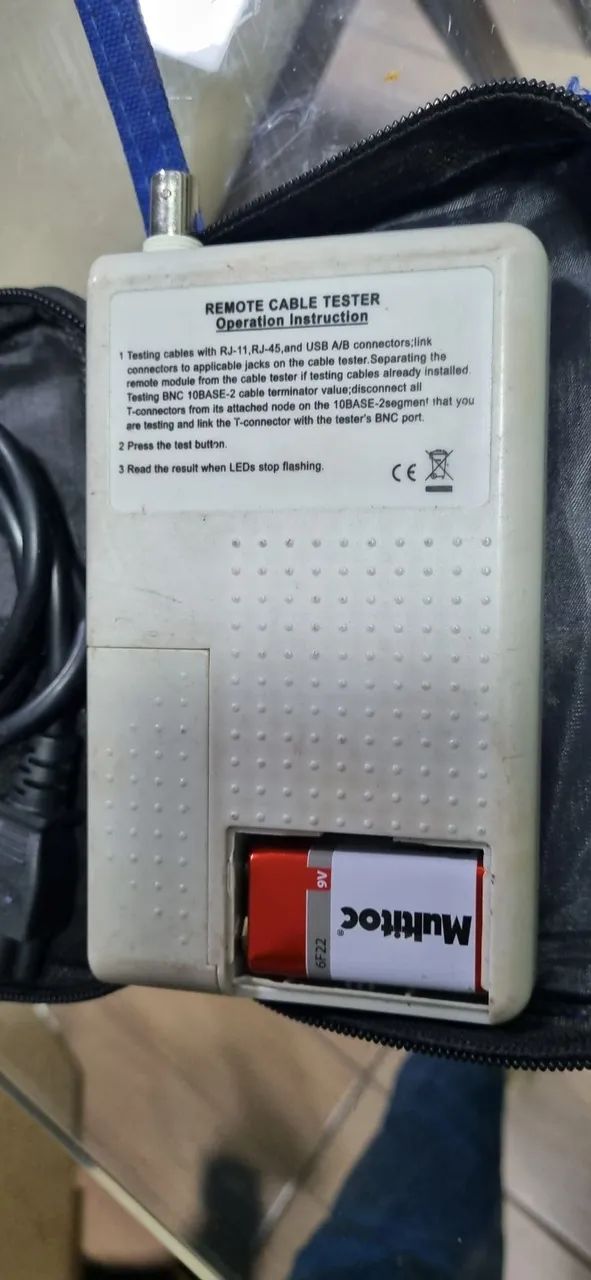 REMOTE CABLE TESTER
Operation Instruction
1 Testing cables with RJ-11,RJ-45,and USB A/B connectors;link
connectors to applicable jacks on the cable tester.Separating the
remote module from the cable tester if testing cables already installed.
Testing BNC 10BASE-2 cable terminator value;disconnect all
T-connectors from its attached node on the 10BASE-2segment that you
are testing and link the T-connector with the tester's BNC port.
2 Press the test button.
3 Read the result when LEDs stop flashing.
CE
9V
6F22
Multitoc®